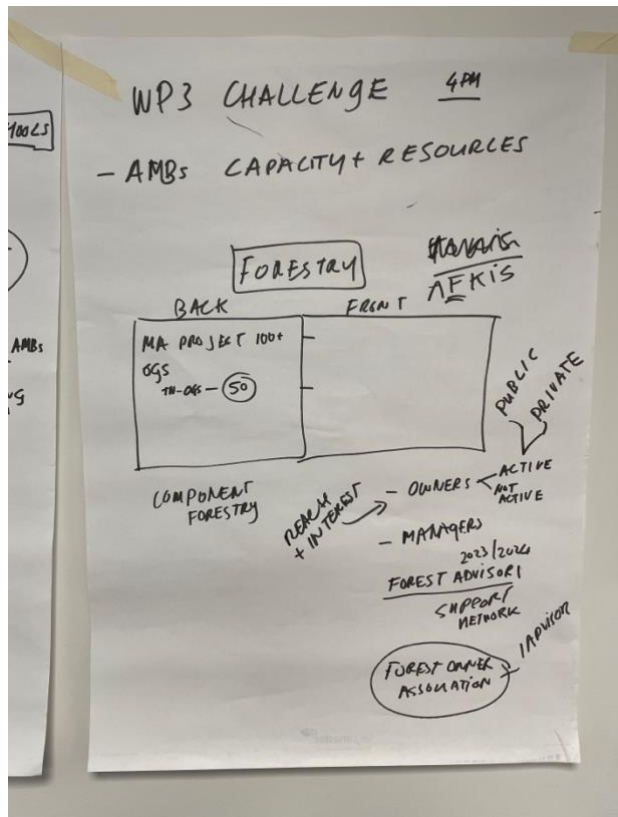 WP3 CHALLENGE 4PM
- AMBs CAPACITY + RESOURCES
FORESTRY
AFKIS
BACK
FRONT
MA PROJECT 100+
OGS
TN-OGS - 50
COMPONENT
FORESTRY
REACH
+ INTEREST
- OWNERS
ACTIVE
NOT
ACTIVE
PUBLIC
PRIVATE
- MANAGERS
2023/2024
FOREST ADVISORI
SUPPORT
NETWORK
FOREST OWNER
ASSOCIATION
+ 1 ADVISOR
TOOLS
AMBs